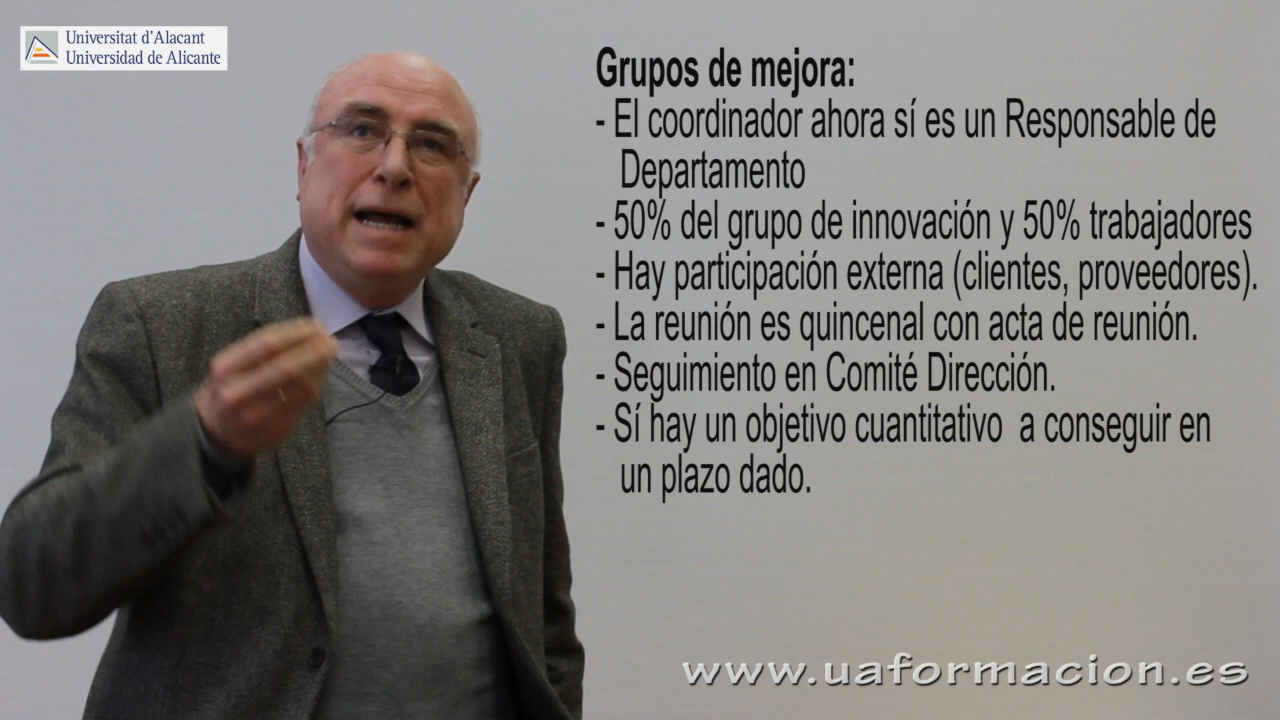 Universitat d'Alacant
Universidad de Alicante
Grupos de mejora:
- El coordinador ahora sí es un Responsable de
Departamento
- 50% del grupo de innovación y 50% trabajadores
- Hay participación externa (clientes, proveedores).
- La reunión es quincenal con acta de reunión.
- Seguimiento en Comité Dirección.
- Sí hay un objetivo cuantitativo a conseguir en
un plazo dado.
www.uaformacion.es